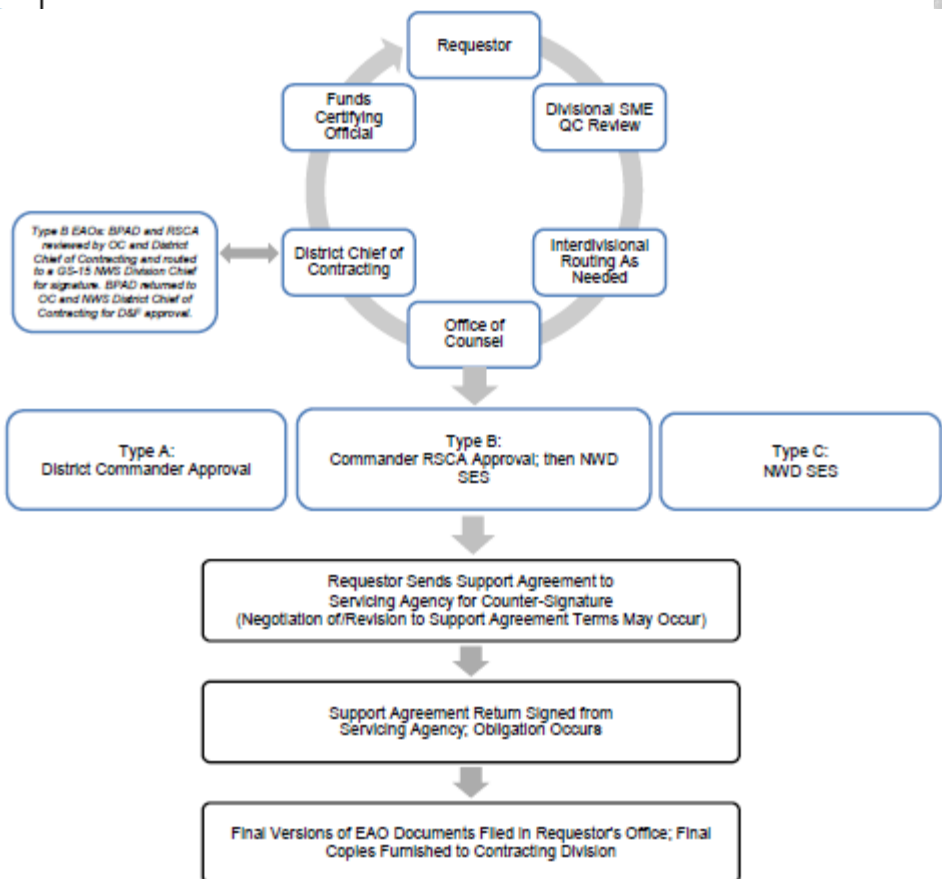 Requestor
Funds
Certifying
Official
Divisional SME
QC Review
Type B EAOs: BPAD and RSCA
reviewed by OC and District
Chief of Contracting and routed
to a GS-15 NWS Division Chief
for signature. BPAD returned to
OC and NWS District Chief of
Contracting for D&F approval.
District Chief of
Contracting
Interdivisional
Routing As
Needed
Office of
Counsel
Type A:
District Commander Approval
Type B:
Commander RSCA Approval; then NWD
SES
Type C:
NWD SES
Requestor Sends Support Agreement to
Servicing Agency for Counter-Signature
(Negotiation of/Revision to Support Agreement Terms May Occur)
Support Agreement Return Signed from
Servicing Agency; Obligation Occurs
Final Versions of EAO Documents Filed in Requestor's Office; Final
Copies Furnished to Contracting Division